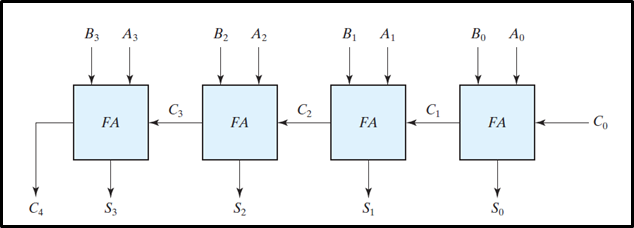 B₃ A₃ B₂ A₂ B₁ A₁ B₀ A₀
FA C₃ FA C₂ FA C₁ FA C₀
C₄ S₃ S₂ S₁ S₀